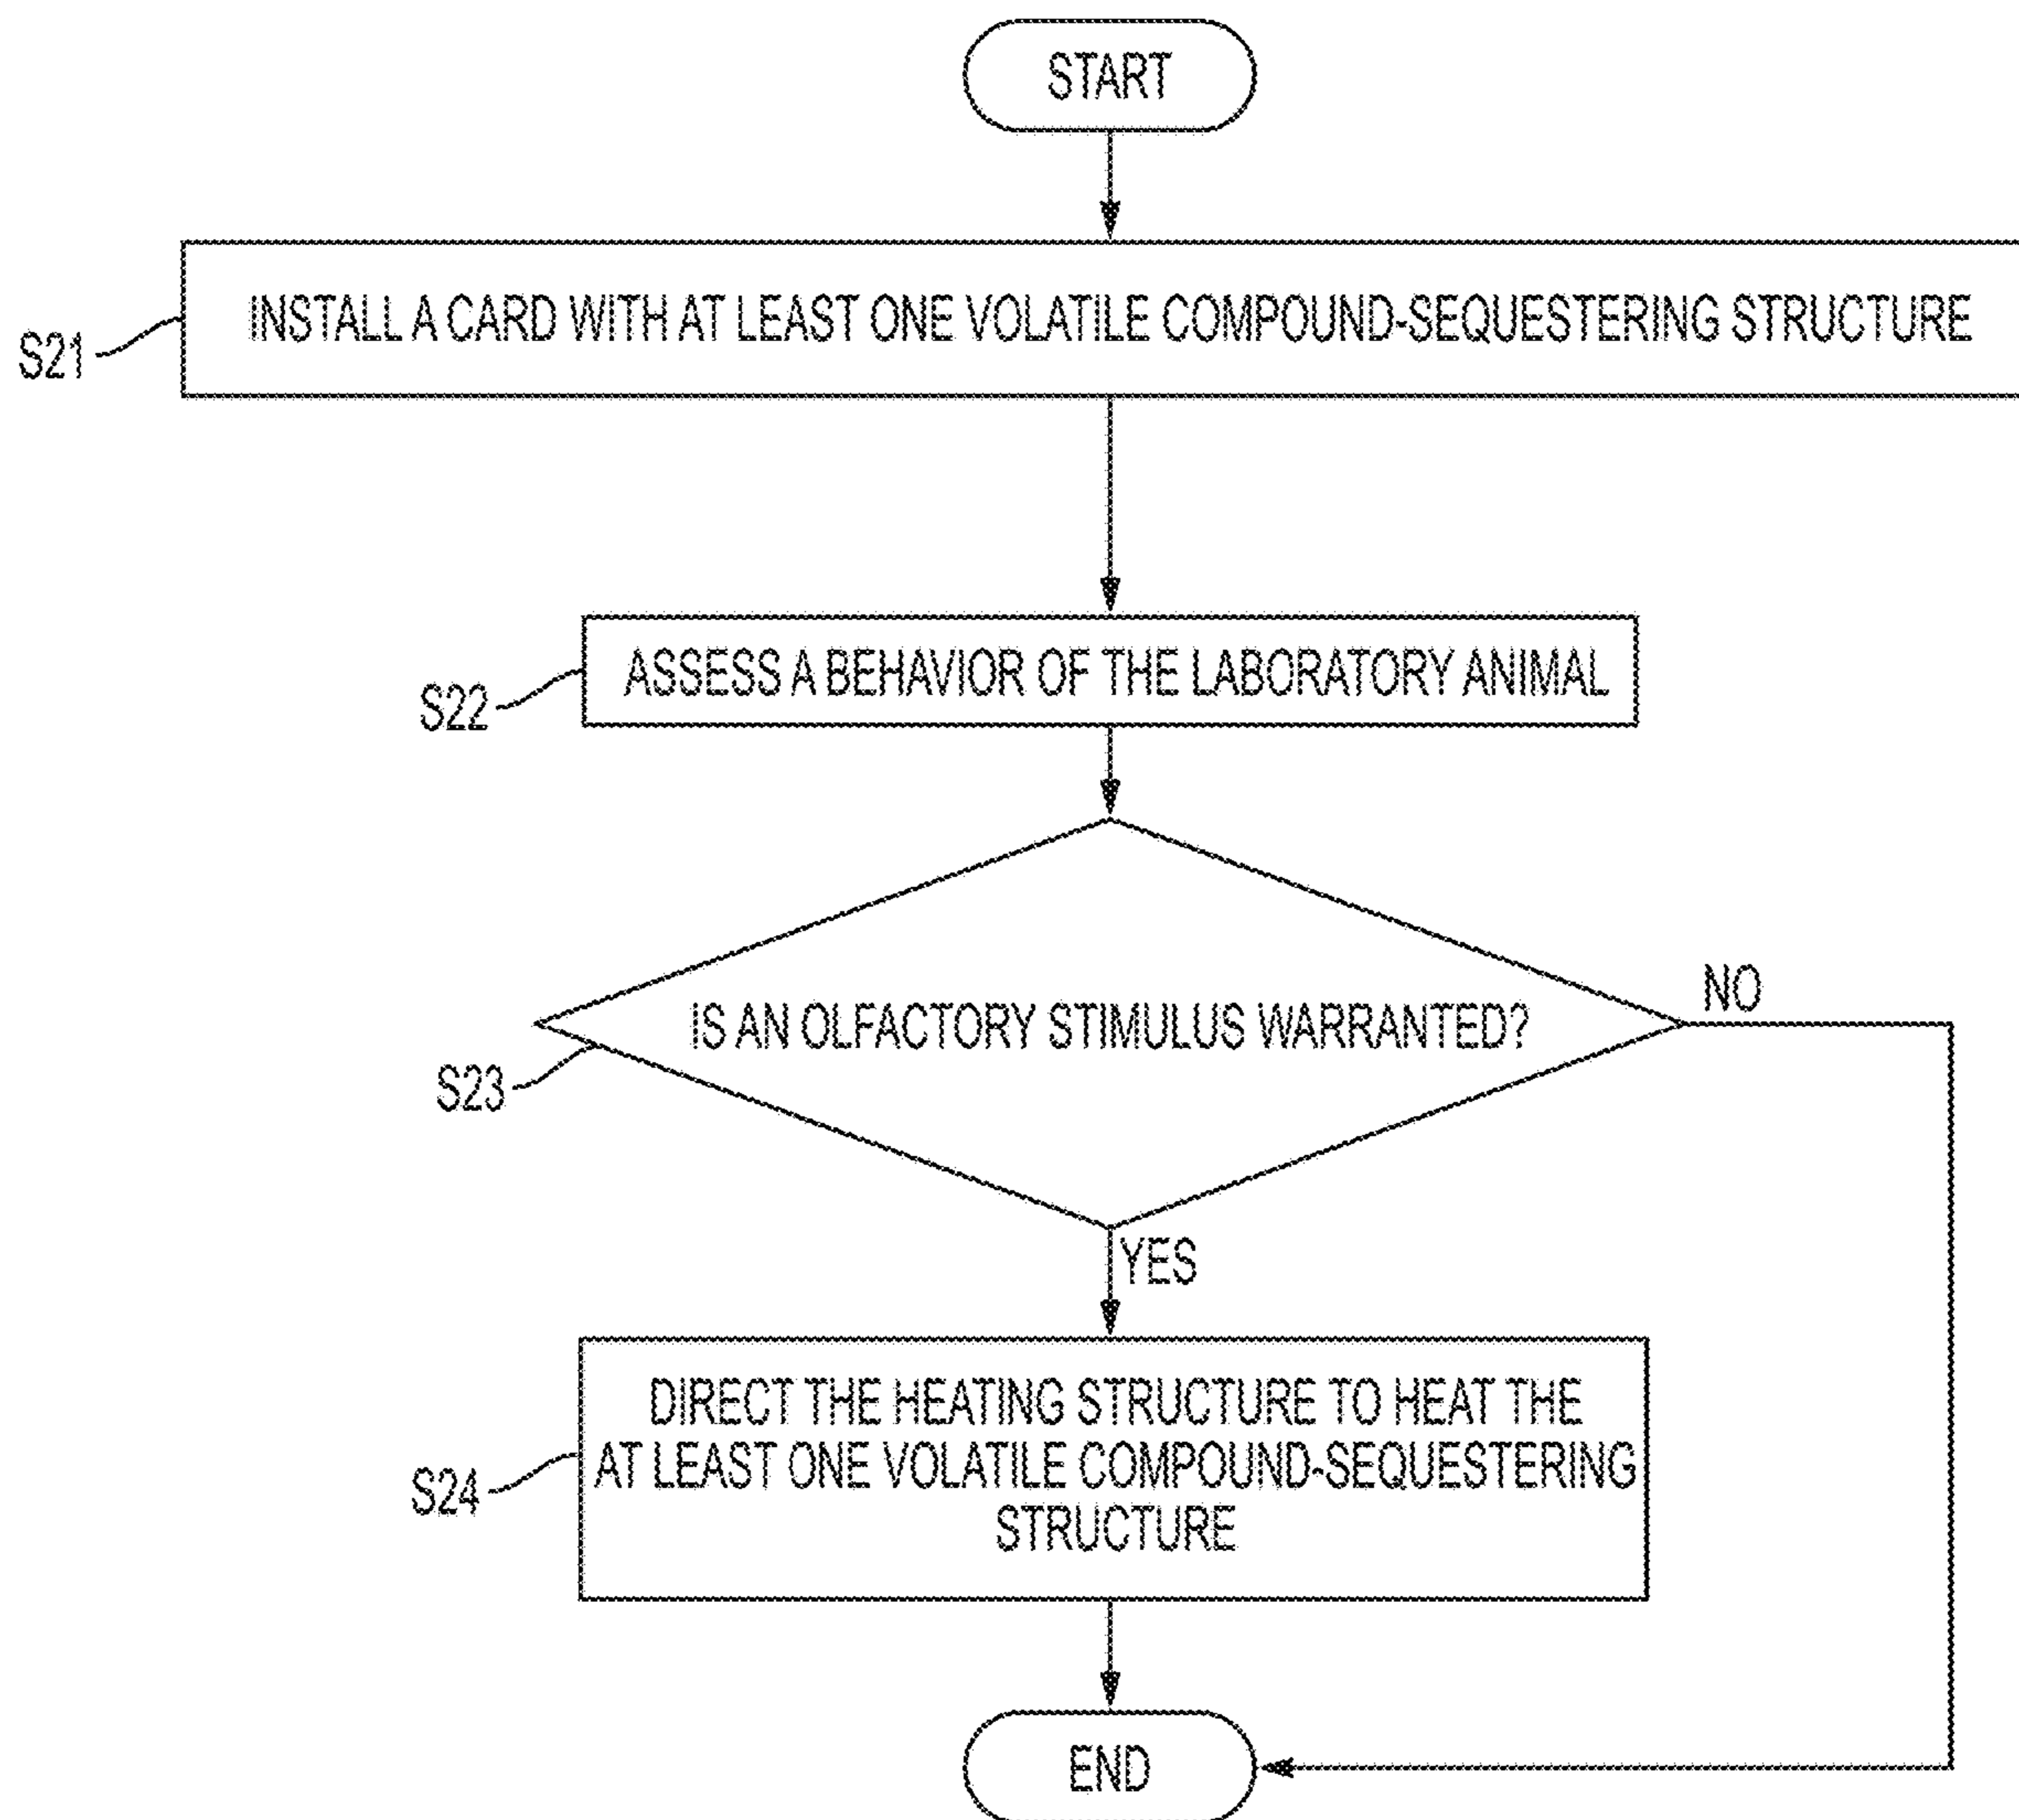 START
INSTALL A CARD WITH AT LEAST ONE VOLATILE COMPOUND-SEQUESTERING STRUCTURE
S21
ASSESS A BEHAVIOR OF THE LABORATORY ANIMAL
S22
IS AN OLFACTORY STIMULUS WARRANTED?
NO
S23
YES
DIRECT THE HEATING STRUCTURE TO HEAT THE
AT LEAST ONE VOLATILE COMPOUND-SEQUESTERING
STRUCTURE
S24
END